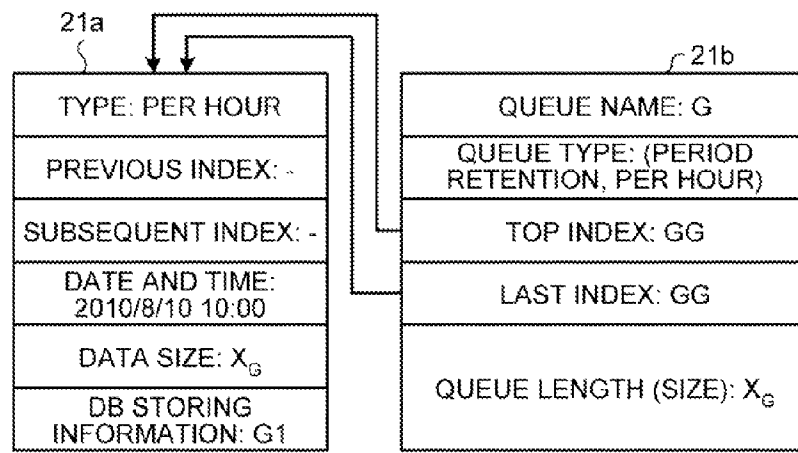 21a
TYPE: PER HOUR
PREVIOUS INDEX: -
SUBSEQUENT INDEX: -
DATE AND TIME:
2010/8/10 10:00
DATA SIZE: XG
DB STORING
INFORMATION: G1
21b
QUEUE NAME: G
QUEUE TYPE: (PERIOD
RETENTION, PER HOUR)
TOP INDEX: GG
LAST INDEX: GG
QUEUE LENGTH (SIZE): XG